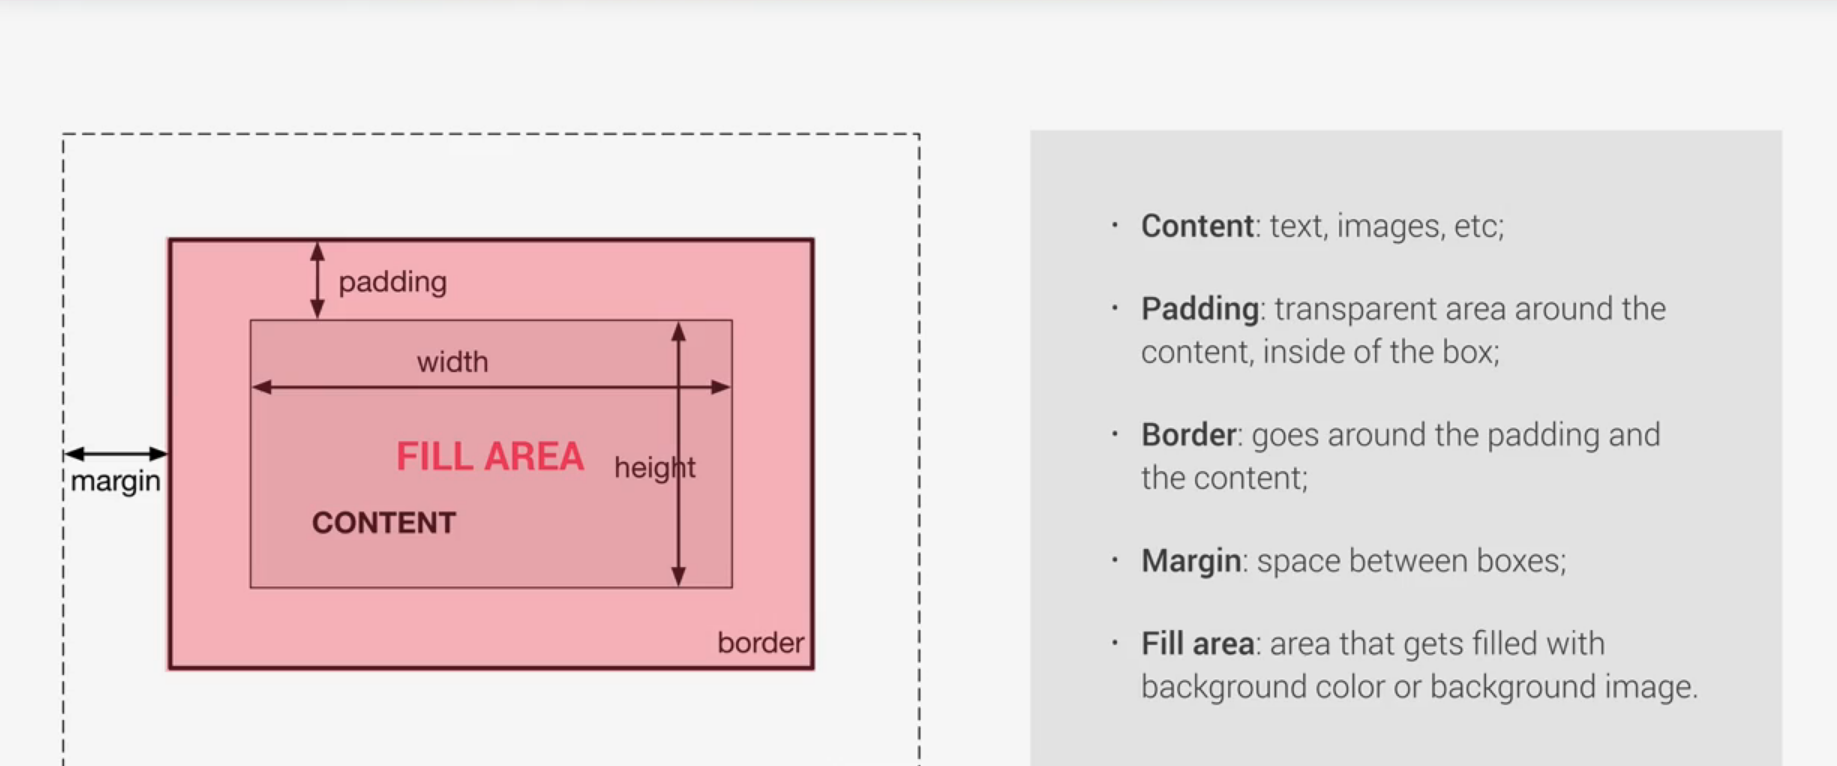 padding
width
FILL AREA
height
margin
CONTENT
border
· Content: text, images, etc;
· Padding: transparent area around the
content, inside of the box;
· Border: goes around the padding and
the content;
· Margin: space between boxes;
· Fill area: area that gets filled with
background color or background image.